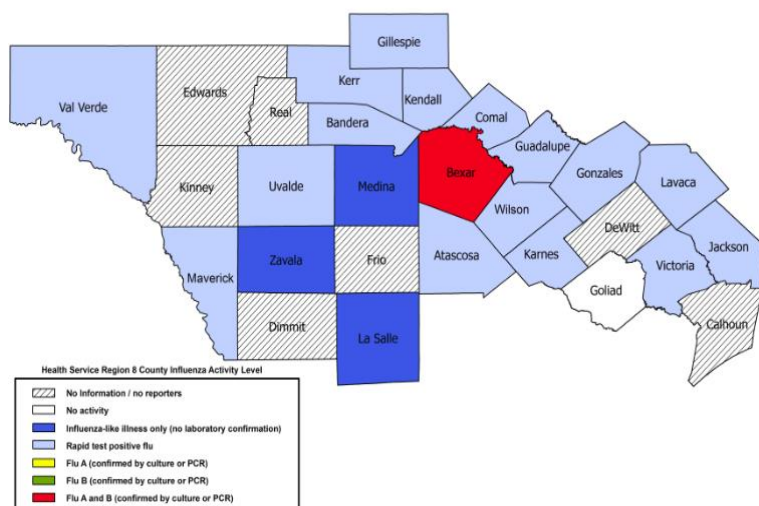 Gillespie
Kerr
Edwards
Val Verde
Kendall
Real
Comal
Bandera
Guadalupe
Bexar
Kinney
Uvalde
Medina
Gonzales
Lavaca
Wilson
DeWitt
Jackson
Maverick
Zavala
Frio
Atascosa
Karnes
Victoria
Goliad
Dimmit
La Salle
Calhoun
Health Service Region 8 County Influenza Activity Level
No Information / no reporters
No activity
Influenza-like illness only (no laboratory confirmation)
Rapid test positive flu
Flu A (confirmed by culture or PCR)
Flu B (confirmed by culture or PCR)
Flu A and B (confirmed by culture or PCR)